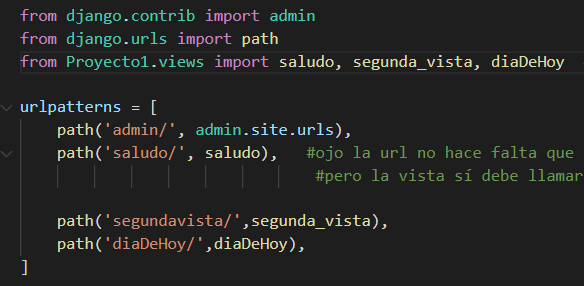 from django.contrib import admin
from django.urls import path
from Proyecto1.views import saludo, segunda_vista, diaDeHoy
urlpatterns = [
path('admin/', admin.site.urls),
path('saludo/', saludo), #ojo la url no hace falta que
#pero la vista sí debe llamar
path('segundavista/',segunda_vista),
path('diaDeHoy/',diaDeHoy),
]